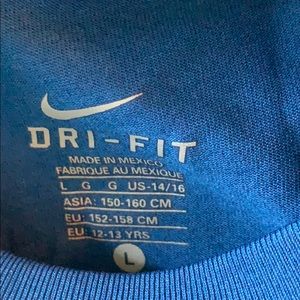 DRI-FIT
MADE IN MEXICO
FABRIQUE AU MEXIQUE
L G G US-14/16
ASIA: 150-160 CM
EU: 152-158 CM
EU: 12-13 YRS
L